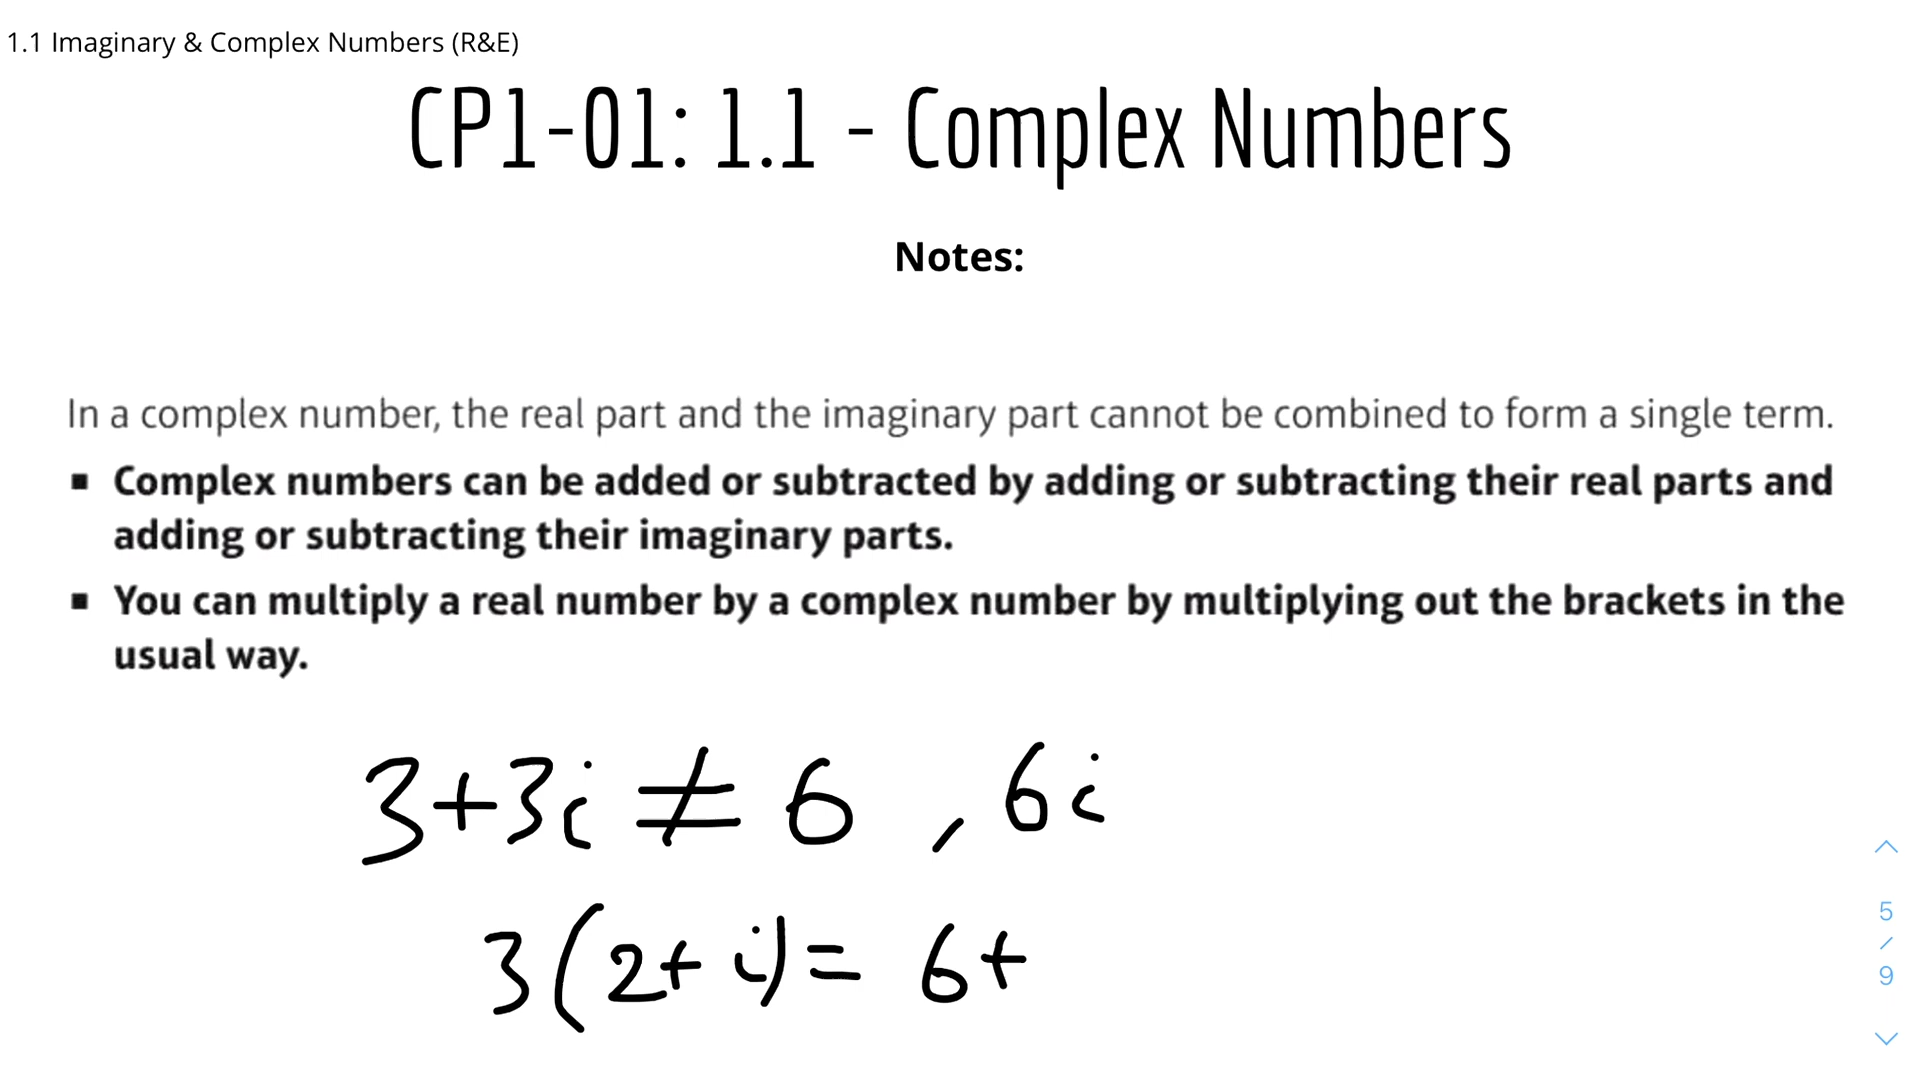 1.1 Imaginary & Complex Numbers (R&E)
CP1-01: 1.1 - Complex Numbers
Notes:
In a complex number, the real part and the imaginary part cannot be combined to form a single term.
▪ Complex numbers can be added or subtracted by adding or subtracting their real parts and
adding or subtracting their imaginary parts.
▪ You can multiply a real number by a complex number by multiplying out the brackets in the
usual way.
3+3i ≠ 6 , 6i
3(2+i)= 6+
5
/
9